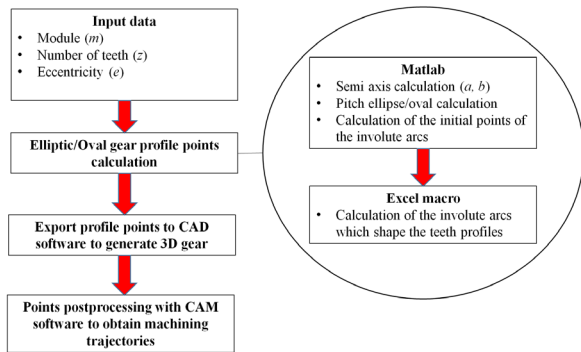 Input data
• Module (m)
• Number of teeth (z)
• Eccentricity (e)
Elliptic/Oval gear profile points
calculation
Export profile points to CAD
software to generate 3D gear
Points postprocessing with CAM
software to obtain machining
trajectories
Matlab
• Semi axis calculation (a, b)
• Pitch ellipse/oval calculation
• Calculation of the initial points of
the involute arcs
Excel macro
• Calculation of the involute arcs
which shape the teeth profiles